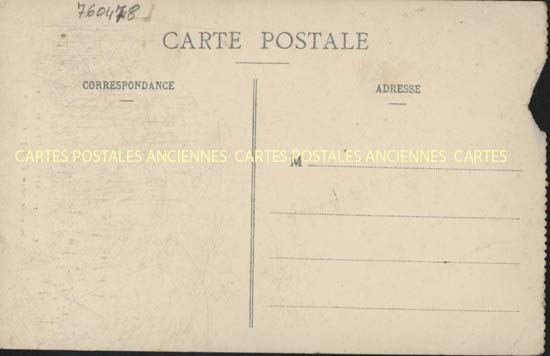 760478
CARTE POSTALE
CORRESPONDANCE
ADRESSE
CARTES POSTALES ANCIENNES CARTES POSTALES ANCIENNES CARTES
M